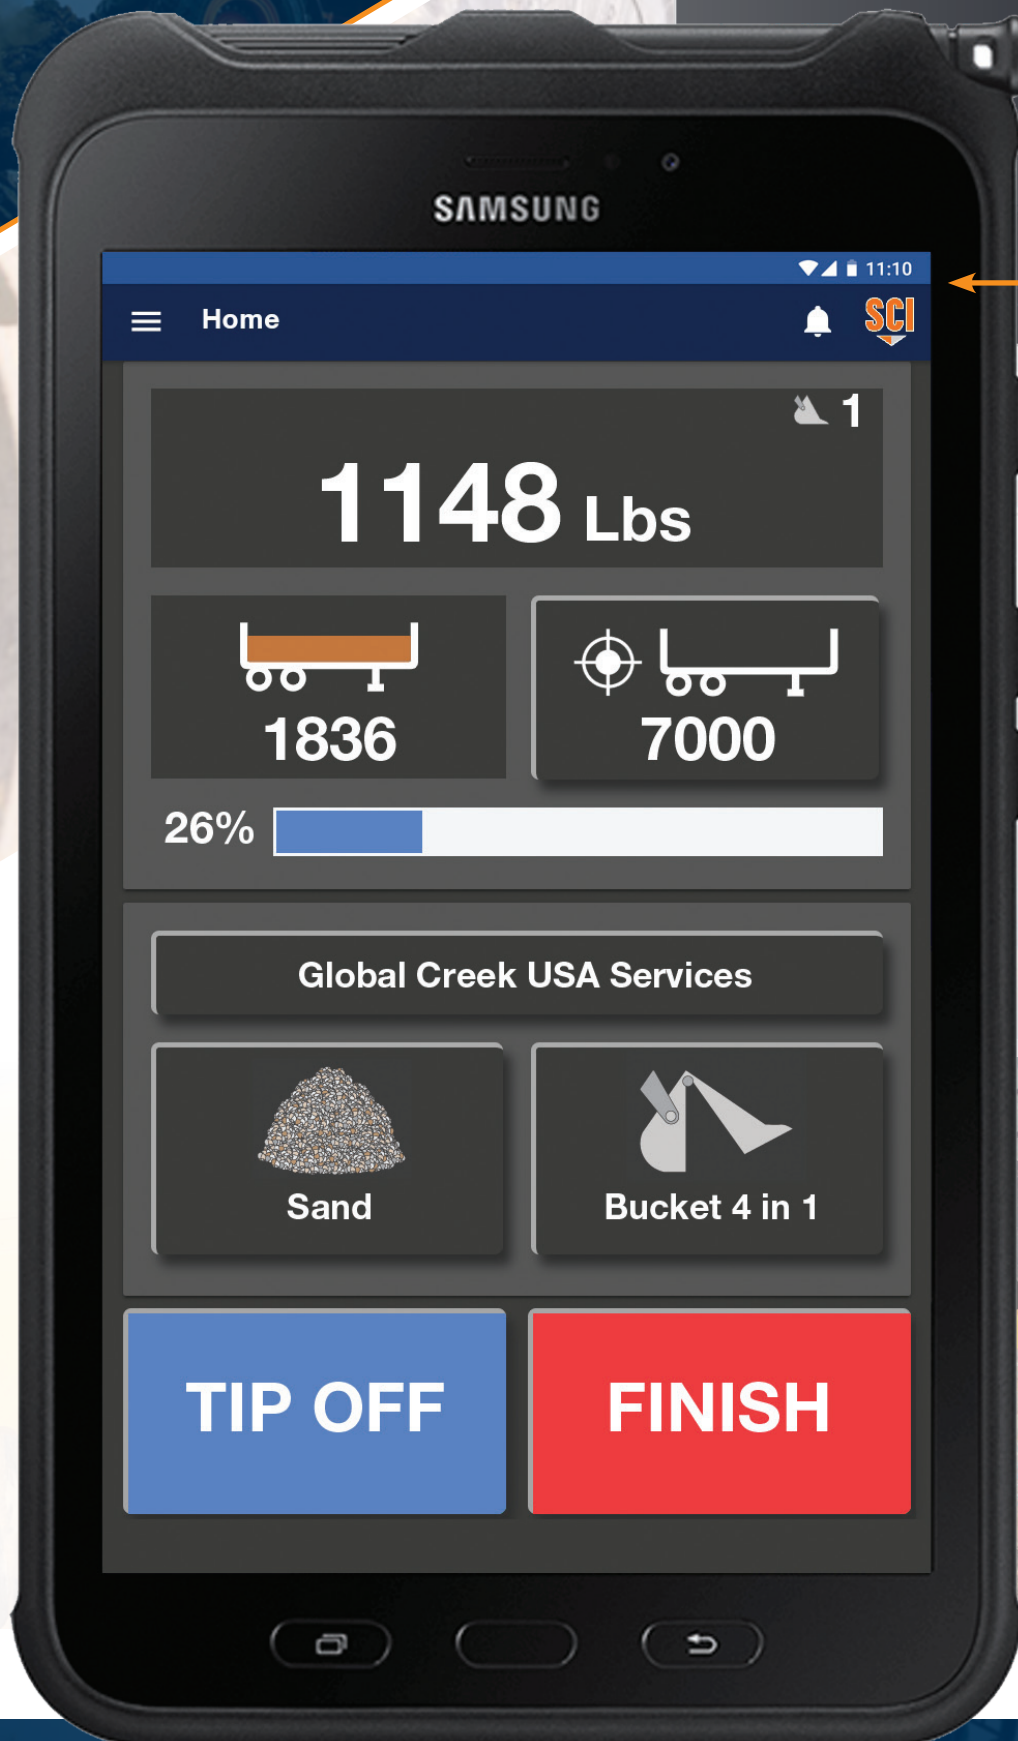 SAMSUNG
11:10
Home
SCI
1
1148 Lbs
1836
7000
26%
Global Creek USA Services
Sand
Bucket 4 in 1
TIP OFF
FINISH